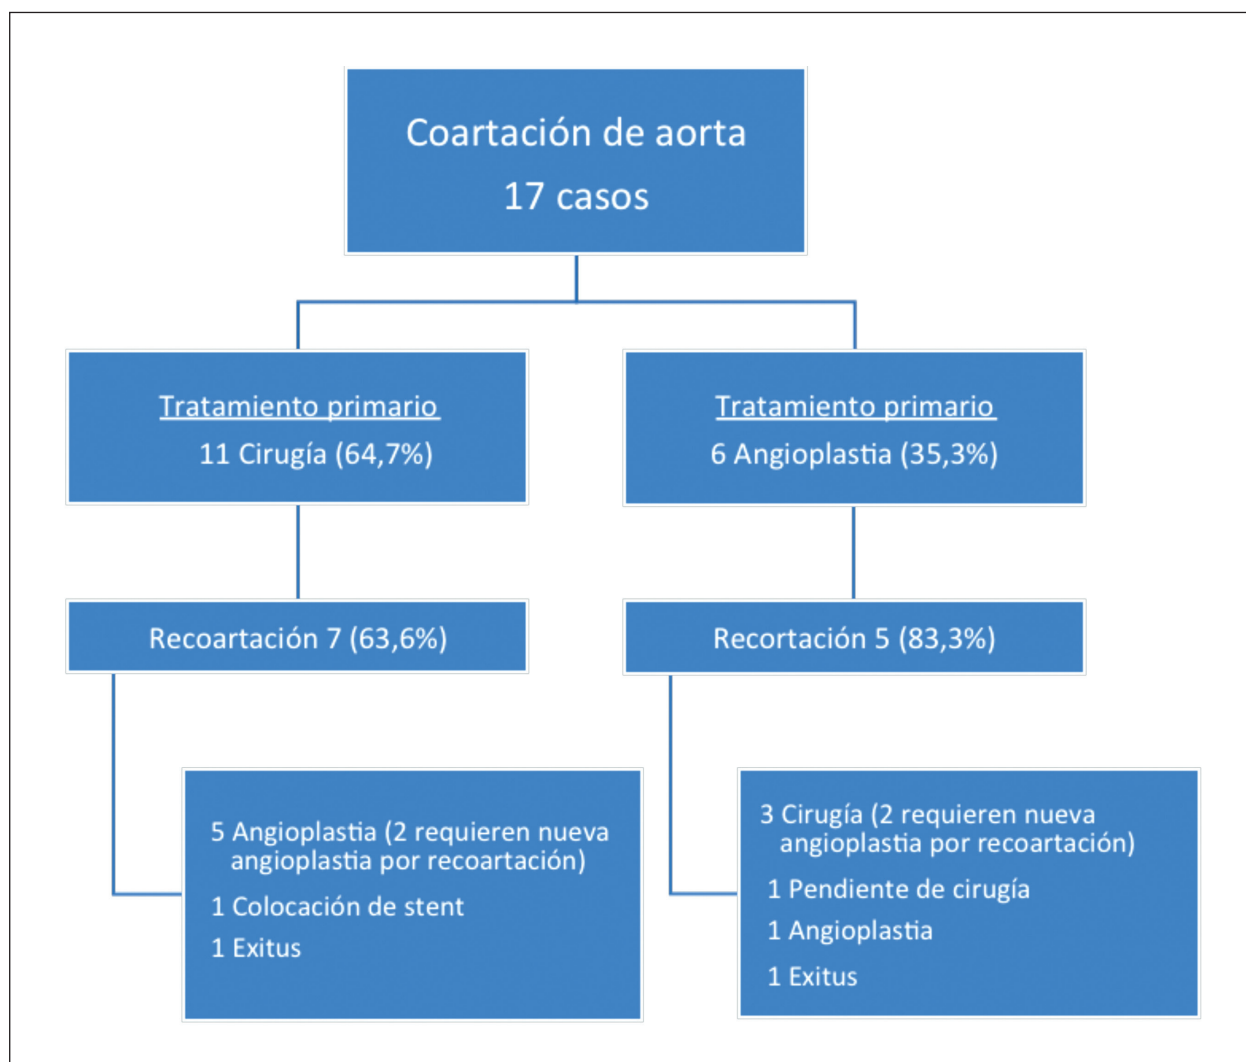 Coartación de aorta
17 casos
Tratamiento primario
11 Cirugía (64,7%)
Tratamiento primario
6 Angioplastia (35,3%)
Recoartación 7 (63,6%)
Recortación 5 (83,3%)
5 Angioplastia (2 requieren nueva
angioplastia por recoartación)
1 Colocación de stent
1 Exitus
3 Cirugía (2 requieren nueva
angioplastia por recoartación)
1 Pendiente de cirugía
1 Angioplastia
1 Exitus